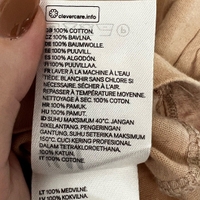 clevercare.info
GB 100% COTTON.
CZ 100% BAVLNA.
DE 100% BAUMWOLLE.
EE 100% PUUVILL.
ES 100% ALGODÓN.
FI 100% PUUVILLAA.
FR LAVER À LA MACHINE À L'EAU
TIÈDE. BLANCHIR SANS CHLORE SI
NÉCESSAIRE. SÉCHER À L'AIR.
REPASSER À TEMPÉRATURE MOYENNE.
NETTOYAGE À SEC. 100% COTON.
HR 100% PAMUK.
HU 100% PAMUT.
ID SUHU MAKSIMUM 40°C. JANGAN
DIKELANTANG. PENGERINGAN
GANTUNG. SUHU SETERIKA MAKSIMUM
150°C. CUCI KERING PROFESIONAL
DALAM TETRAKLOROETHANA.
100% KATUN.
IT 100% COTONE.
LT 100% MEDVILNĖ.
LV 100% KOKVILNA.